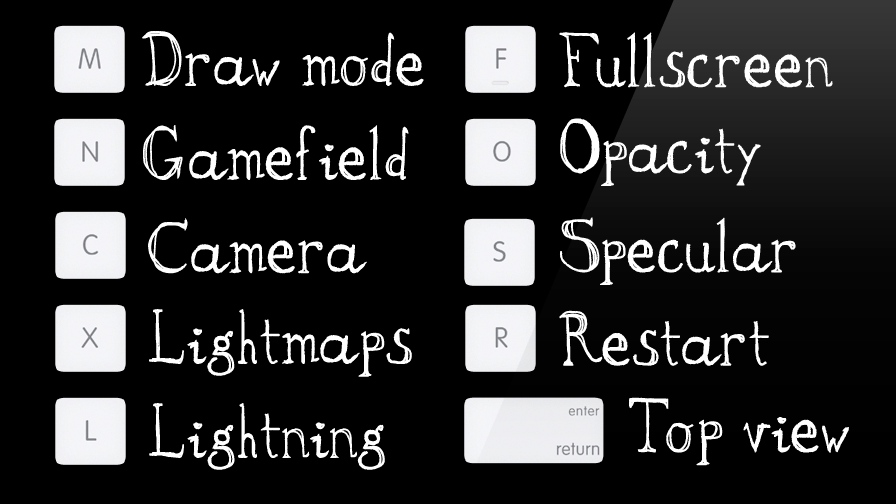 M Draw mode
N Gamefield
C Camera
X Lightmaps
L Lightning
F Fullscreen
O Opacity
S Specular
R Restart
enter
return Top view